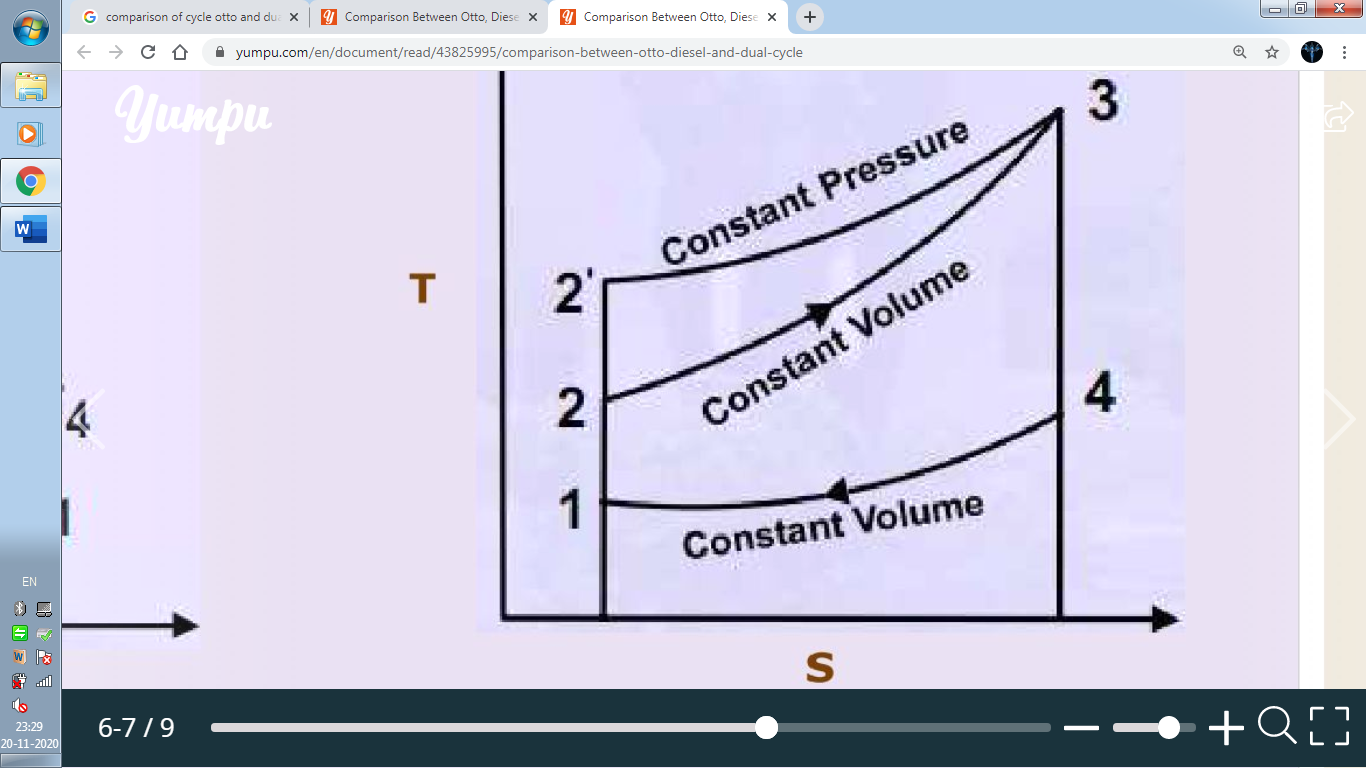 comparison of cycle otto and du
Comparison Between Otto, Diese
Comparison Between Otto, Diese
yumpu.com/en/document/read/43825995/comparison-between-otto-diesel-and-dual-cycle
Yumpu
3
Constant Pressure
T
2'
Constant Volume
2
4
4
1
1
Constant Volume
S
W
EN
W
23:29
20-11-2020
6-7 / 9